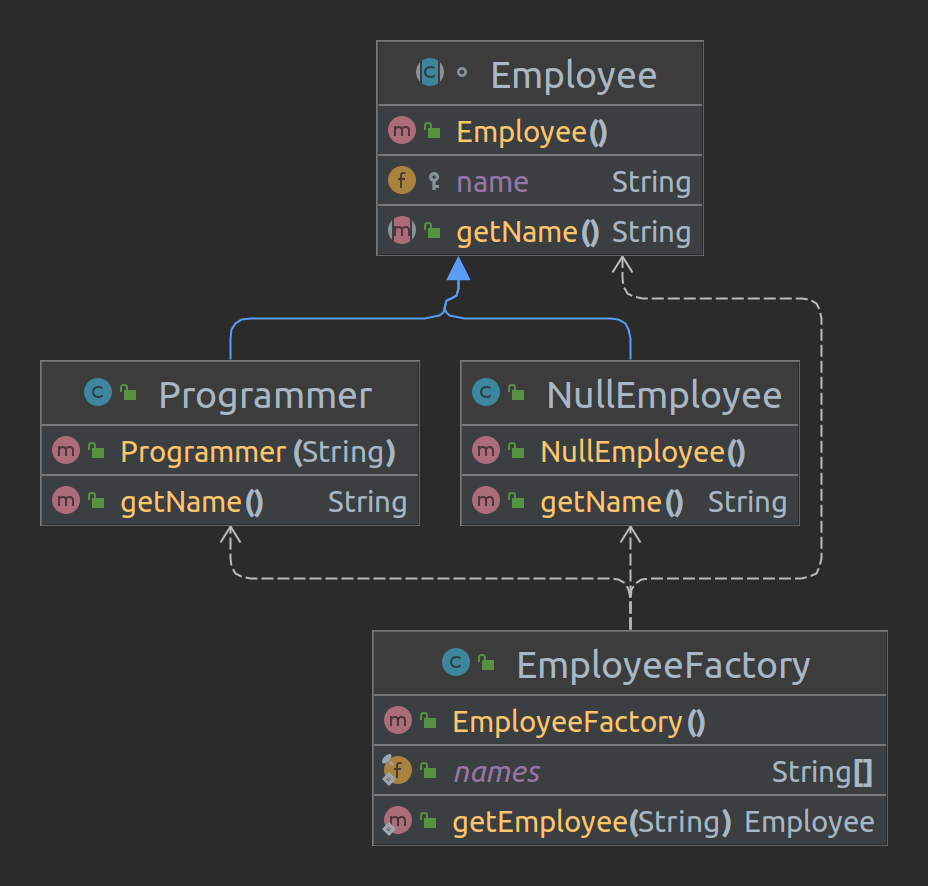 Employee
Employee()
name String
getName() String
Programmer
Programmer(String)
getName() String
NullEmployee
NullEmployee()
getName() String
EmployeeFactory
EmployeeFactory()
names String[]
getEmployee(String) Employee